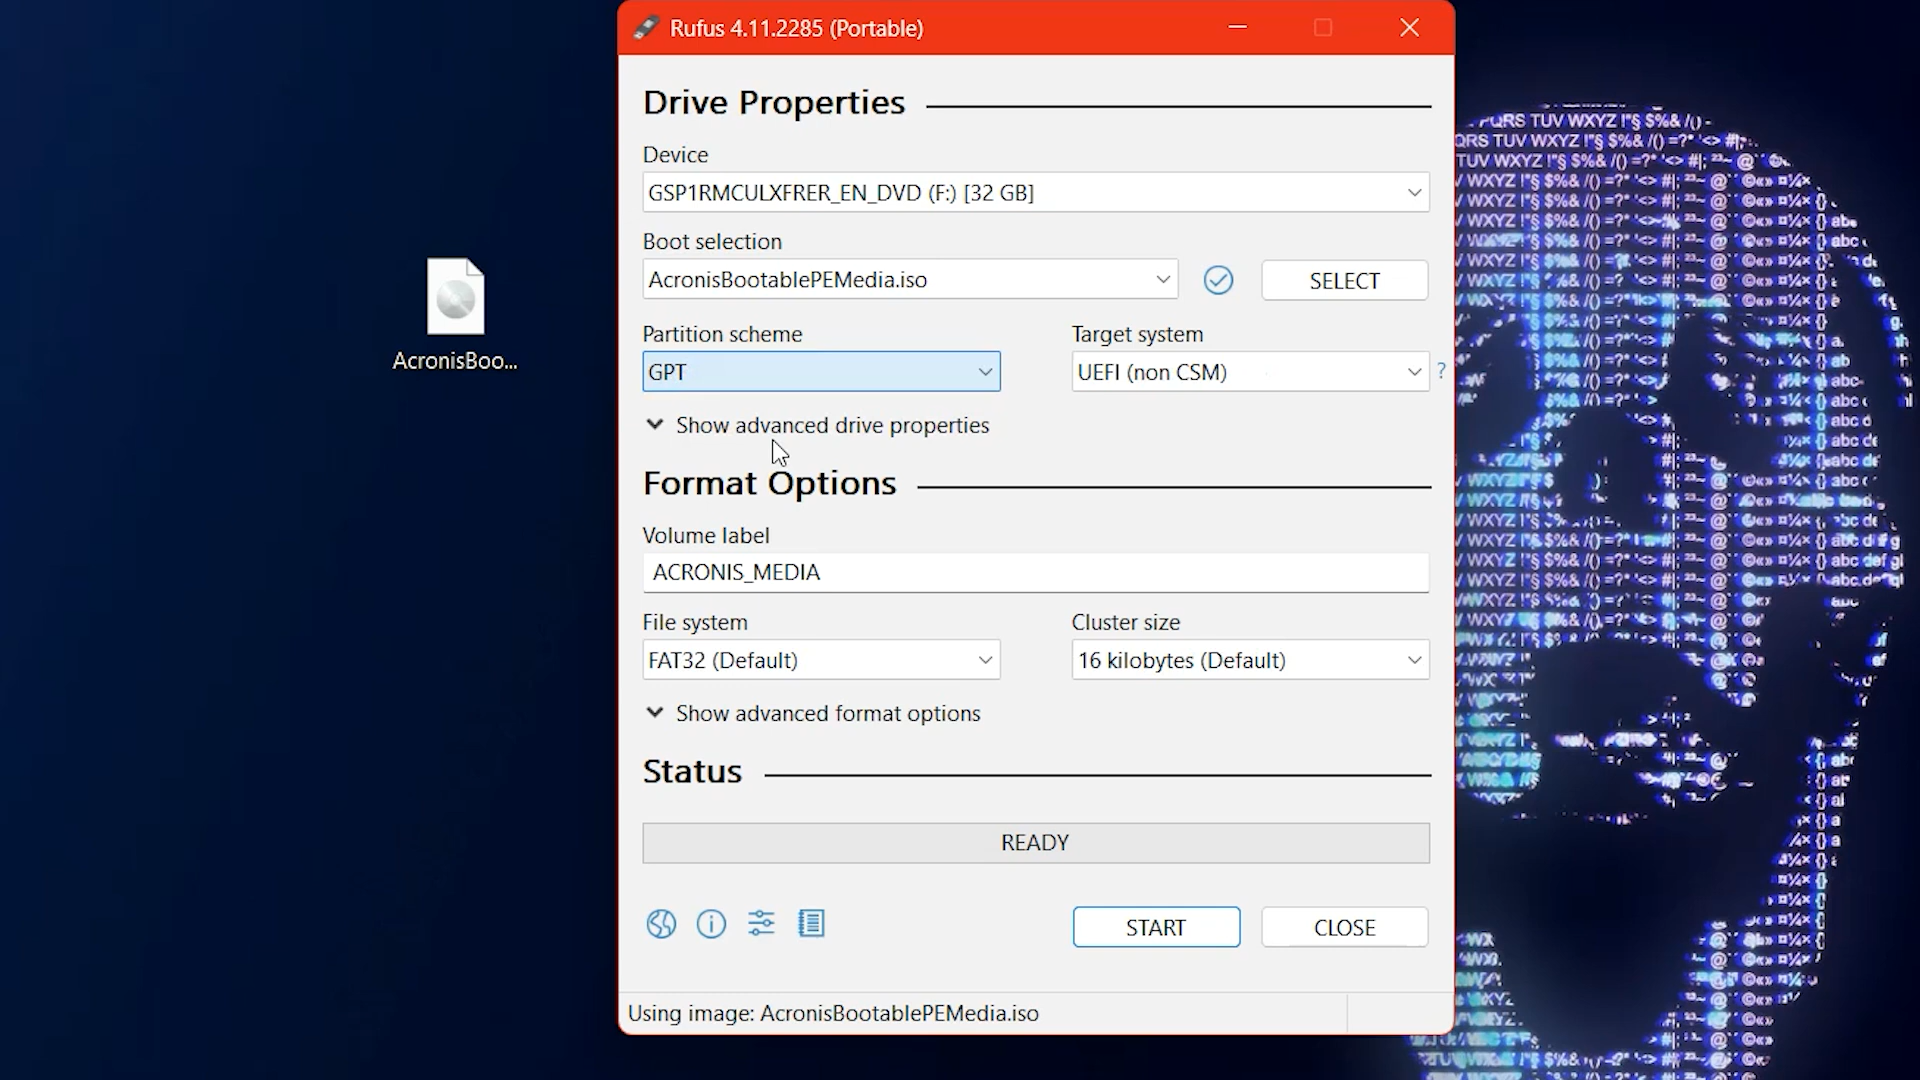 Rufus 4.11.2285 (Portable)
Drive Properties
Device
GSP1RMCULXFRER_EN_DVD (F:) [32 GB]
Boot selection
AcronisBootablePEMedia.iso
SELECT
Partition scheme
Target system
GPT
UEFI (non CSM)
?
Show advanced drive properties
Format Options
Volume label
ACRONIS_MEDIA
File system
Cluster size
FAT32 (Default)
16 kilobytes (Default)
Show advanced format options
Status
READY
START
CLOSE
Using image: AcronisBootablePEMedia.iso
AcronisBoo...